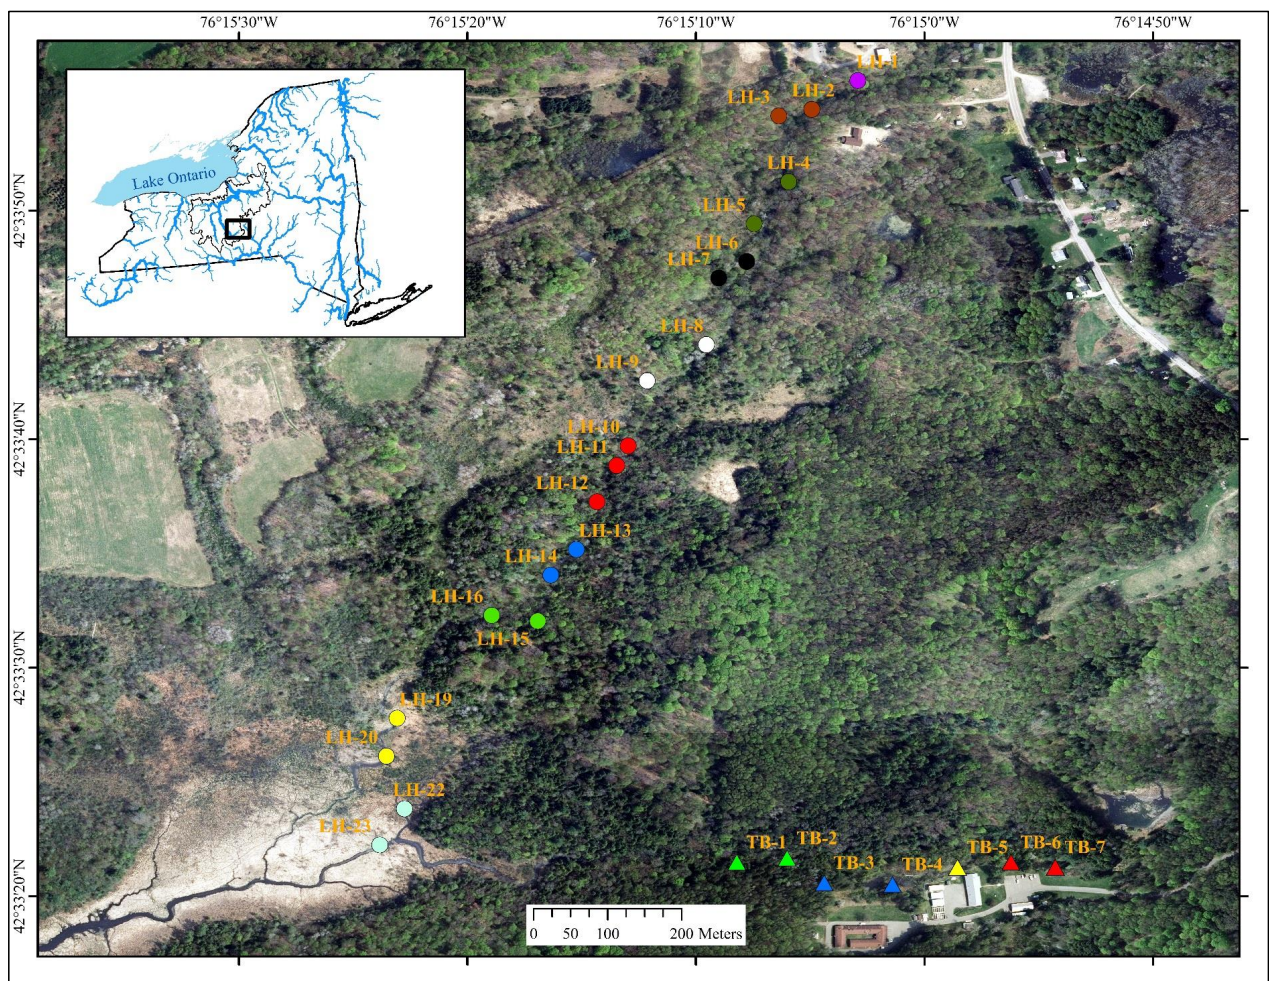 76°15'30"W
76°15'20"W
76°15'10"W
76°15'0"W
76°14'50"W
LH-1
LH-2
LH-3
Lake Ontario
LH-4
42°33'50"N
LH-5
LH-6
LH-7
LH-8
LH-9
42°33'40"N
LH-10
LH-11
LH-12
LH-13
LH-14
LH-16
LH-15
42°33'30"N
LH-19
LH-20
LH-22
LH-23
TB-1
TB-2
TB-3
TB-4
TB-5
TB-6
TB-7
42°33'20"N
0 50 100 200 Meters